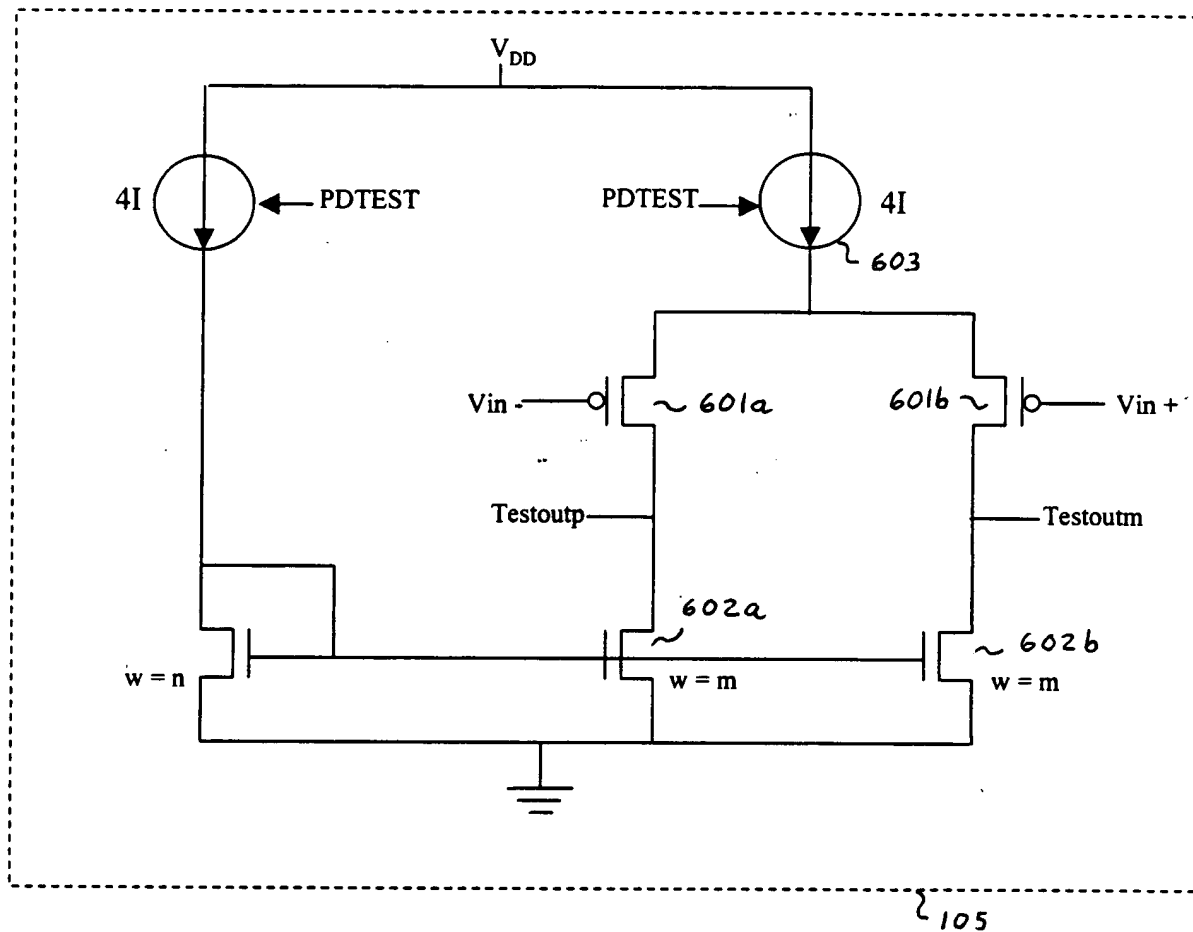 V_DD
4I
PDTEST
PDTEST
4I
603
Vin -
601a
601b
Vin +
Testoutp
Testoutm
602a
602b
w = n
w = m
w = m
105